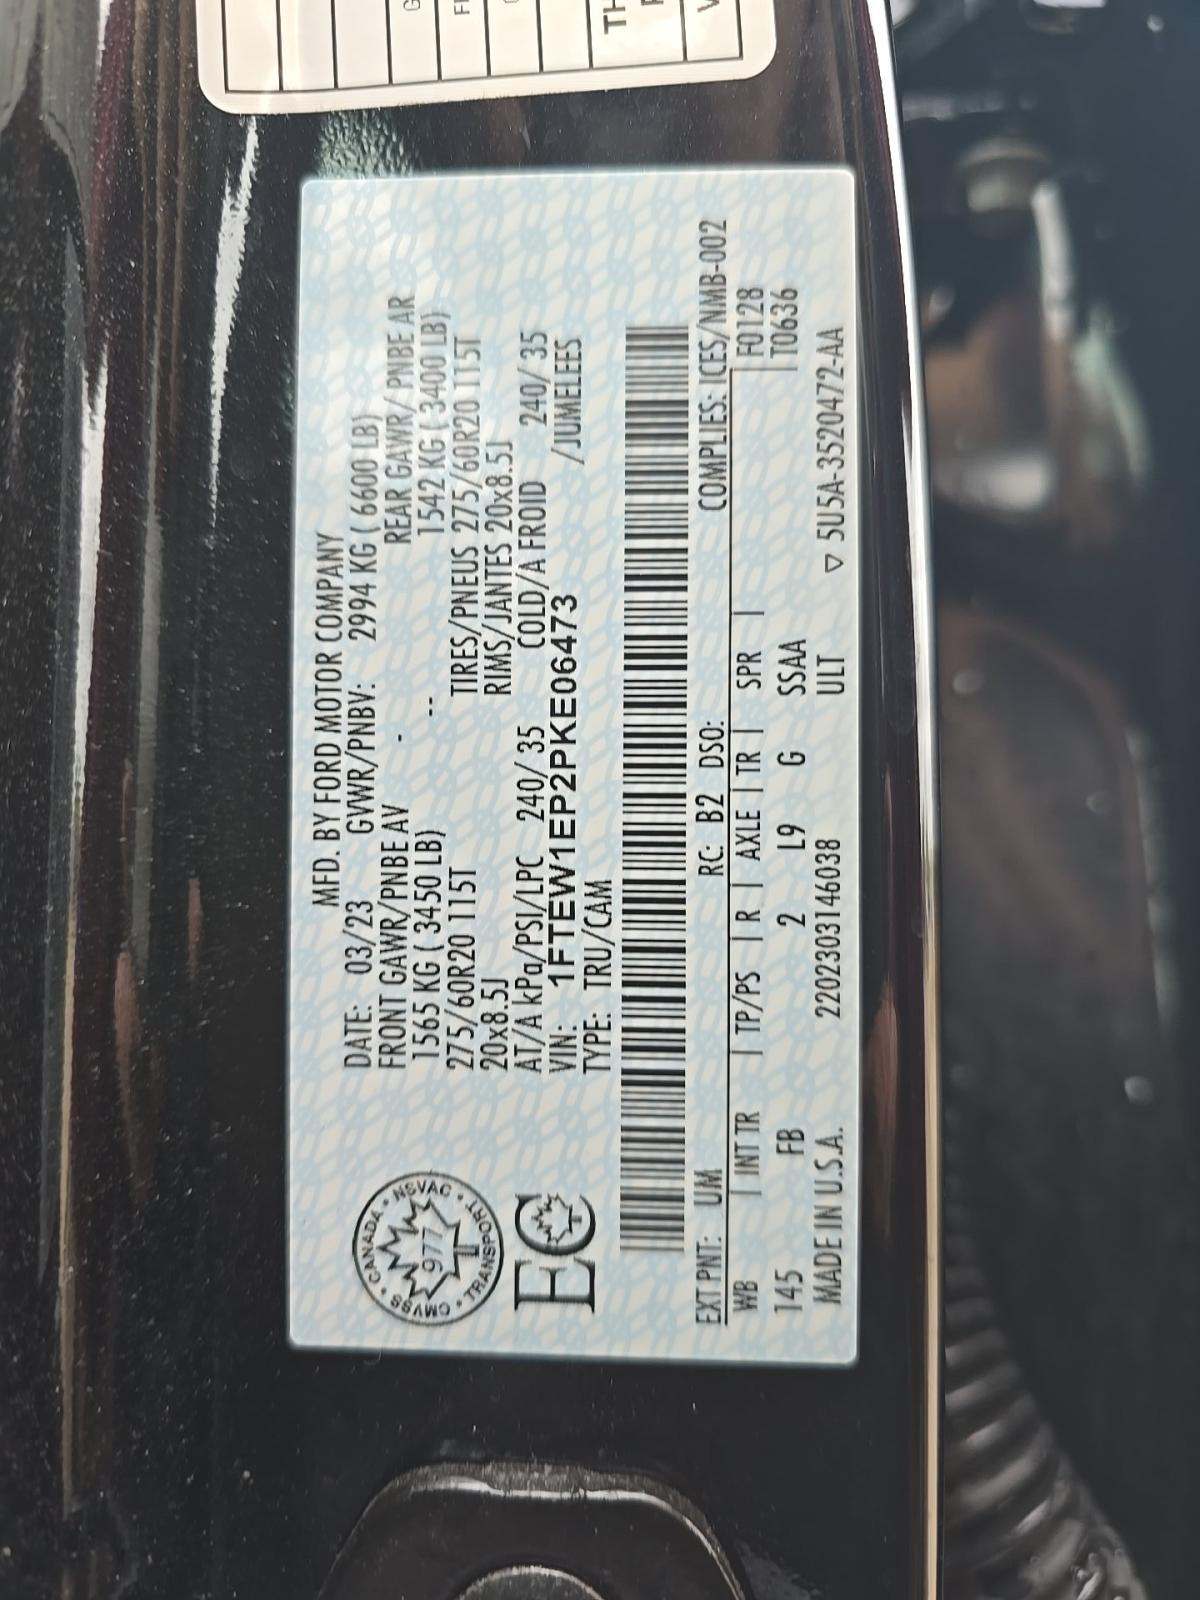 MFD. BY FORD MOTOR COMPANY
DATE: 03/23 GVWR/PNBV: 2994 KG ( 6600 LB)
FRONT GAWR/PNBE AV - REAR GAWR/ PNBE AR
1565 KG ( 3450 LB) -- 1542 KG ( 3400 LB)
275/60R20 115T TIRES/PNEUS 275/60R20 115T
20x8.5J RIMS/JANTES 20x8.5J
AT/A kPa/PSI/LPC 240/ 35 COLD/A FROID 240/ 35
VIN: 1FTEW1EP2PKE06473 /JUMELEES
TYPE: TRU/CAM
CANADA • NSVAC • TRANSPORT • CMVSS •
977
EC
EXT PNT: UM RC: B2 DSO: COMPLIES: ICES/NMB-002
WB | INT TR | TP/PS | R | AXLE | TR | SPR | F0128
145 FB 2 L9 G SSAA T0636
MADE IN U.S.A. 220230314 6038 ULT ▽ 5U5A-3520472-AA